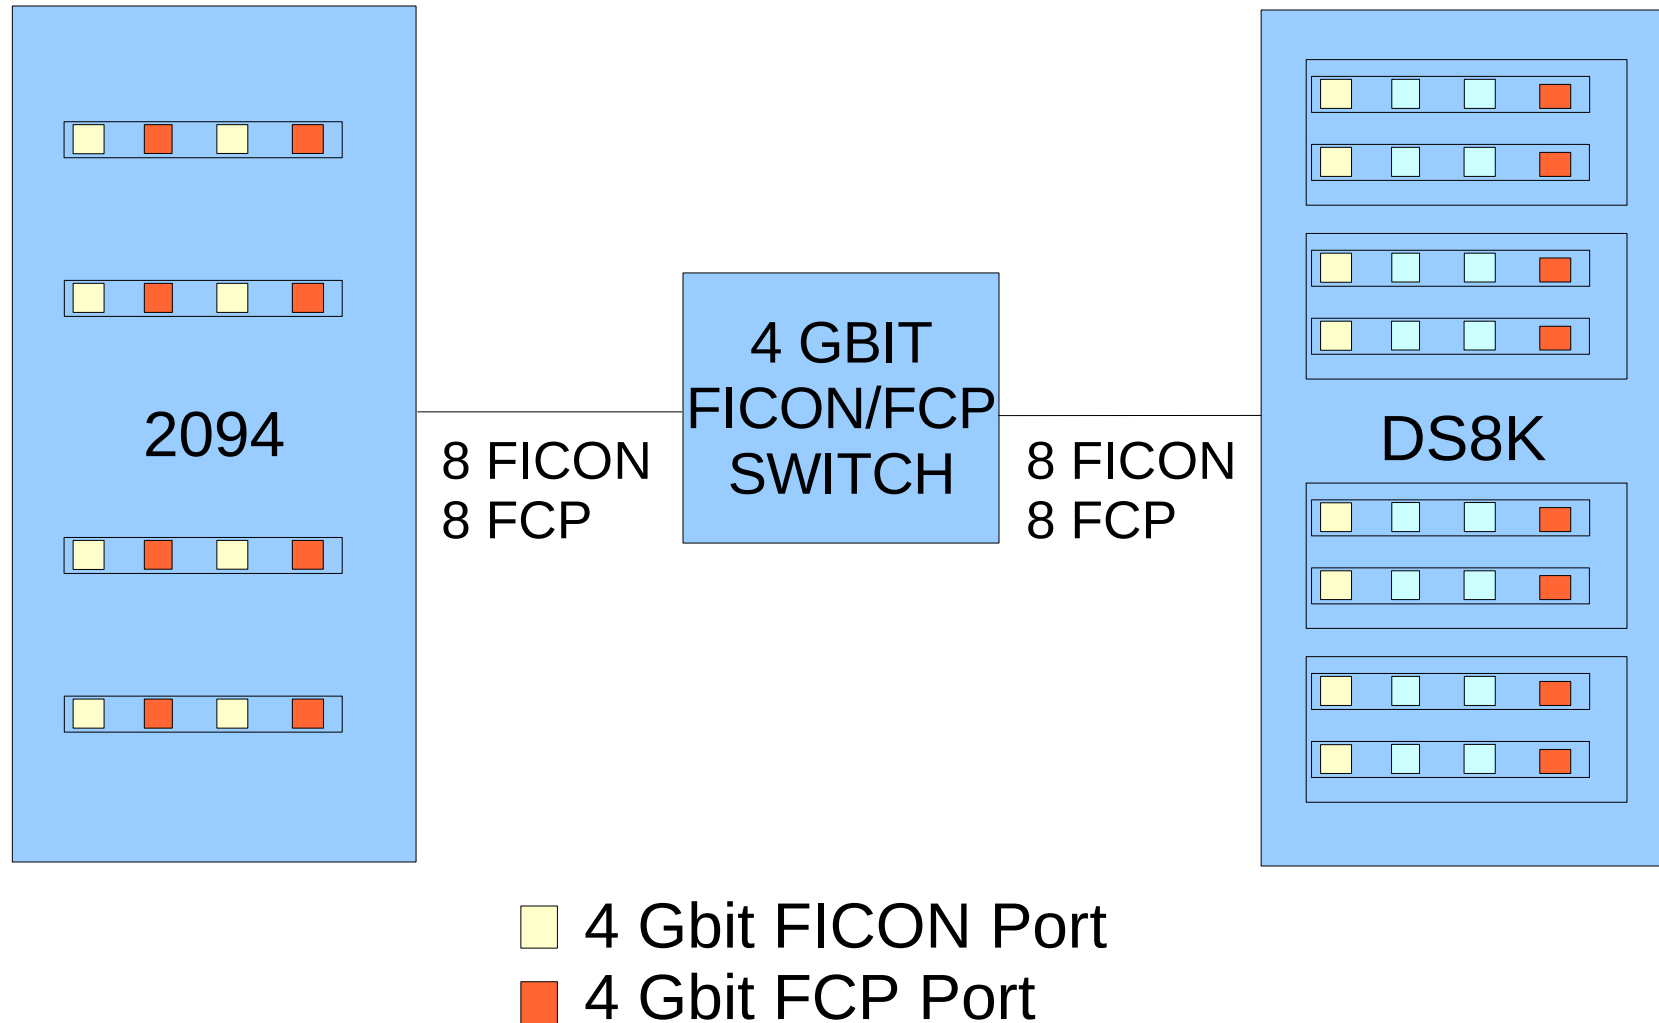 2094
8 FICON
8 FCP
4 GBIT
FICON/FCP
SWITCH
8 FICON
8 FCP
DS8K
4 Gbit FICON Port
4 Gbit FCP Port